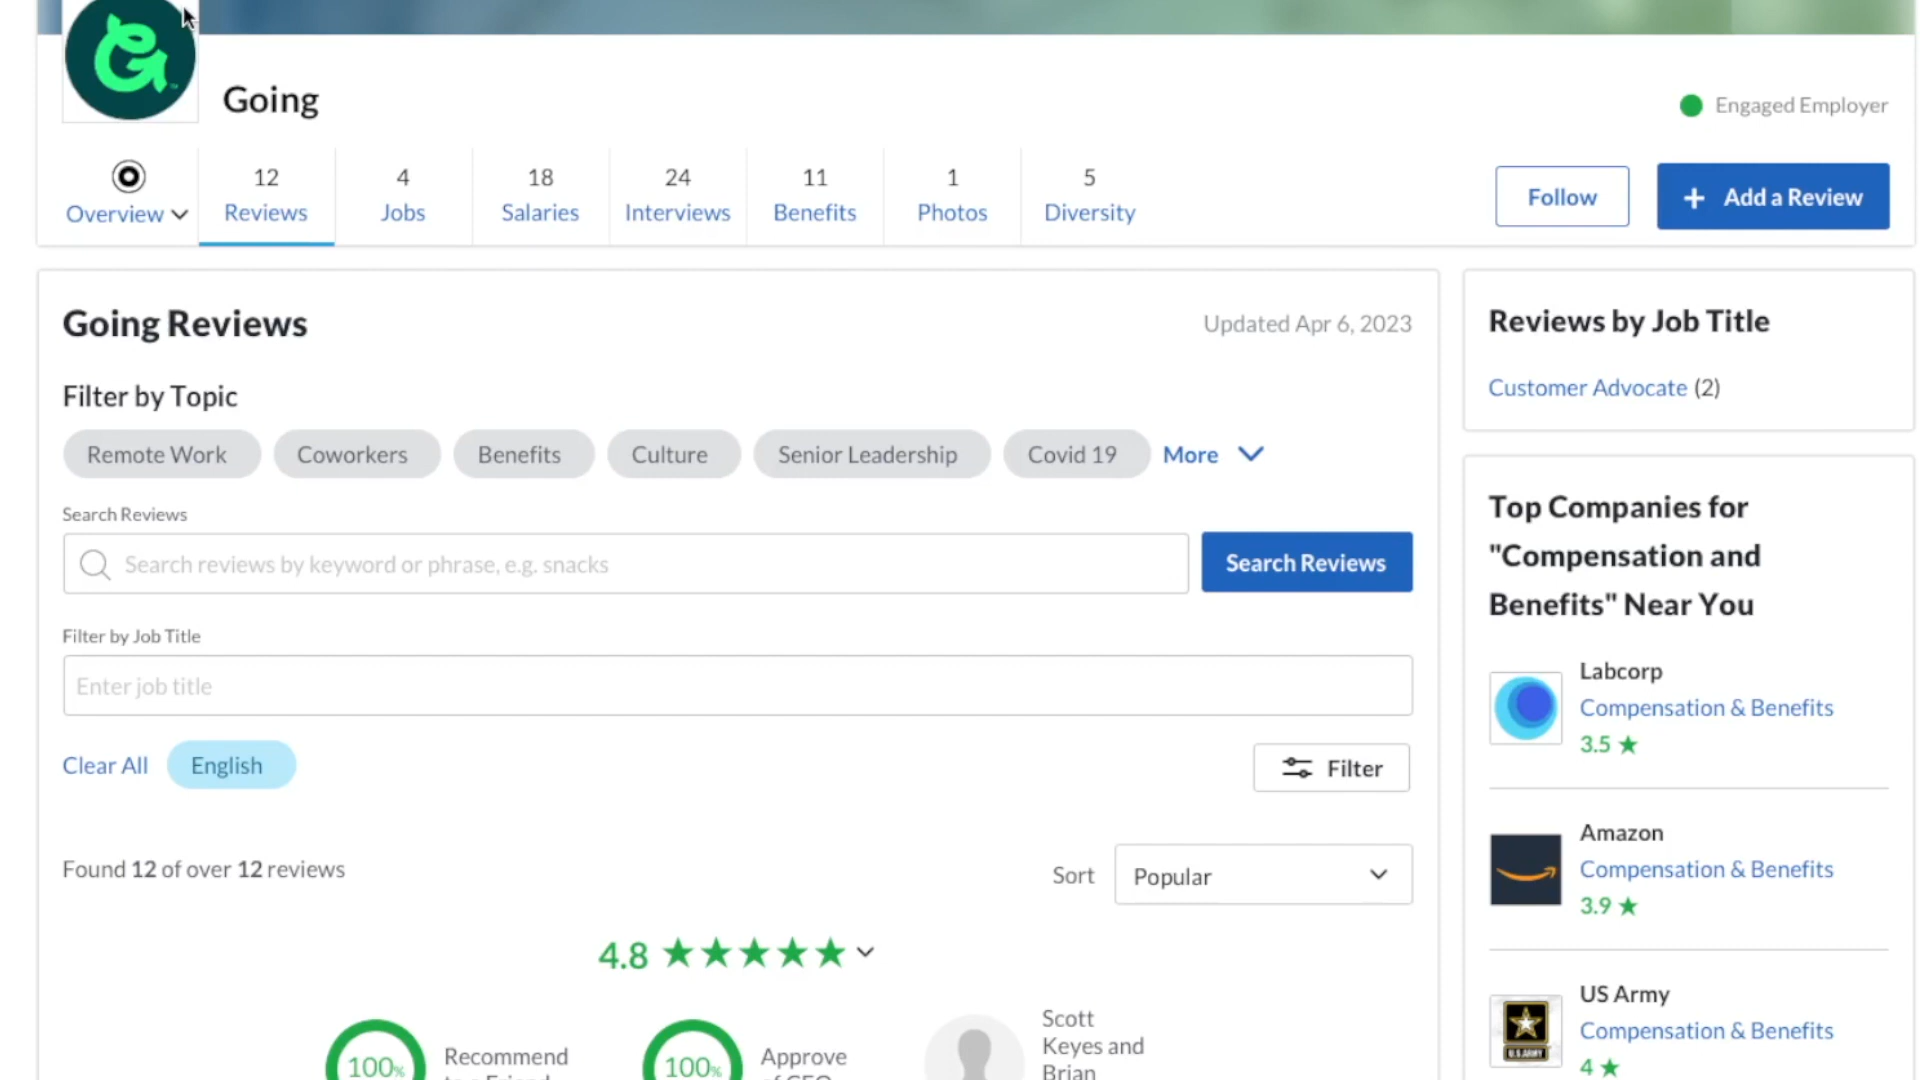 Going
Engaged Employer
Overview
12
Reviews
4
Jobs
18
Salaries
24
Interviews
11
Benefits
1
Photos
5
Diversity
Follow
+ Add a Review
Going Reviews
Updated Apr 6, 2023
Filter by Topic
Remote Work
Coworkers
Benefits
Culture
Senior Leadership
Covid 19
More
Search Reviews
Search reviews by keyword or phrase, e.g. snacks
Search Reviews
Filter by Job Title
Enter job title
Clear All
English
Filter
Found 12 of over 12 reviews
Sort
Popular
4.8
100%
Recommend
to a Friend
100%
Approve
of CEO
Scott
Keyes and
Brian
Reviews by Job Title
Customer Advocate (2)
Top Companies for
"Compensation and
Benefits" Near You
Labcorp
Compensation & Benefits
3.5 ★
Amazon
Compensation & Benefits
3.9 ★
US Army
U.S.ARMY
Compensation & Benefits
4 ★